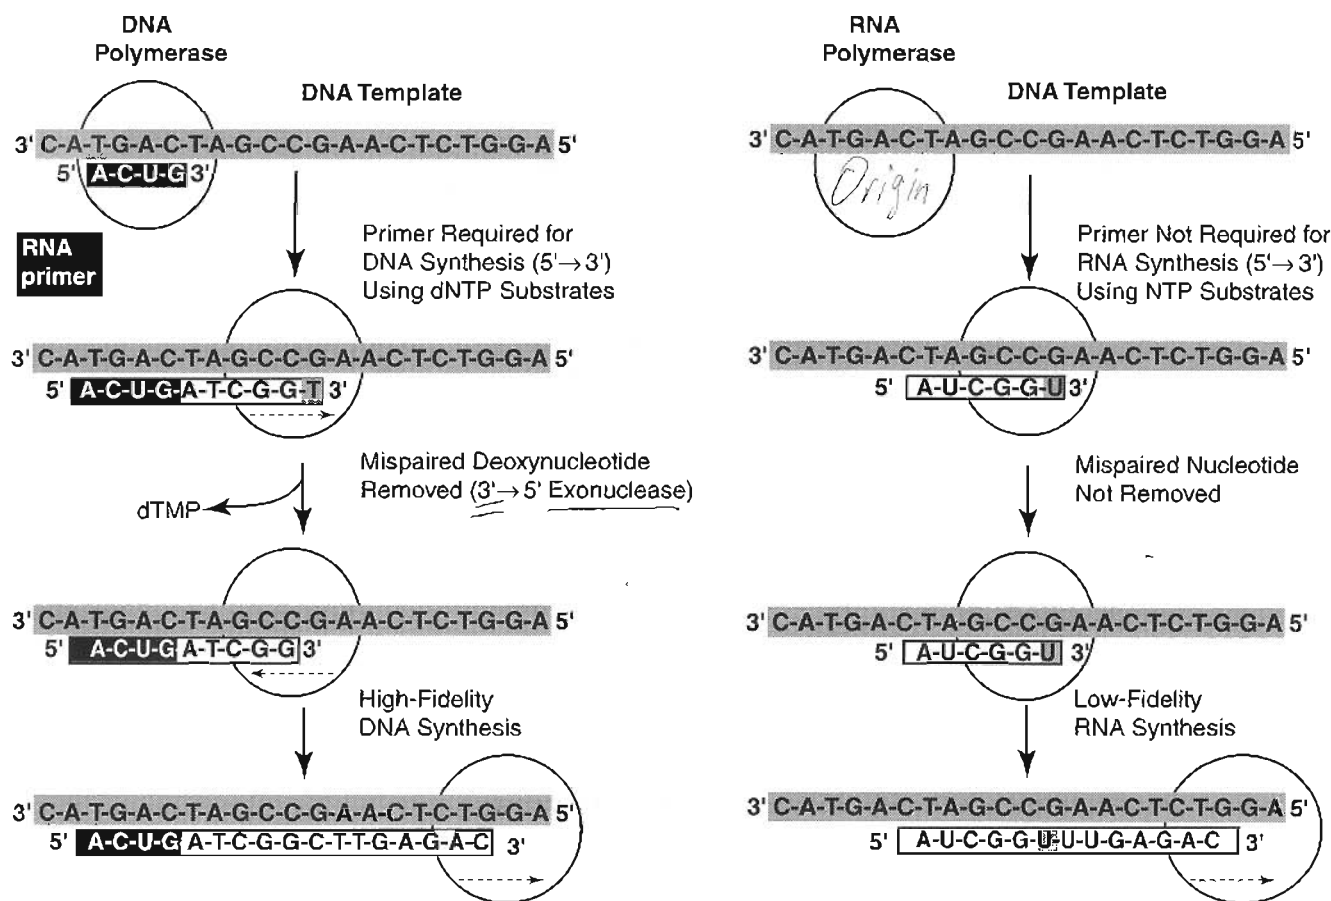 DNA
Polymerase
DNA Template
3' C-A-T-G-A-C-T-A-G-C-C-G-A-A-C-T-C-T-G-G-A 5'
5' A-C-U-G 3'
RNA
primer
Primer Required for
DNA Synthesis (5'→3')
Using dNTP Substrates
3' C-A-T-G-A-C-T-A-G-C-C-G-A-A-C-T-C-T-G-G-A 5'
5' A-C-U-G-A-T-C-G-G-T 3'
Mispaired Deoxynucleotide
Removed (3'→5' Exonuclease)
dTMP
3' C-A-T-G-A-C-T-A-G-C-C-G-A-A-C-T-C-T-G-G-A 5'
5' A-C-U-G-A-T-C-G-G 3'
High-Fidelity
DNA Synthesis
3' C-A-T-G-A-C-T-A-G-C-C-G-A-A-C-T-C-T-G-G-A 5'
5' A-C-U-G-A-T-C-G-G-C-T-T-G-A-G-A-C 3'
RNA
Polymerase
DNA Template
3' C-A-T-G-A-C-T-A-G-C-C-G-A-A-C-T-C-T-G-G-A 5'
Origin
Primer Not Required for
RNA Synthesis (5'→3')
Using NTP Substrates
3' C-A-T-G-A-C-T-A-G-C-C-G-A-A-C-T-C-T-G-G-A 5'
5' A-U-C-G-G-U 3'
Mispaired Nucleotide
Not Removed
3' C-A-T-G-A-C-T-A-G-C-C-G-A-A-C-T-C-T-G-G-A 5'
5' A-U-C-G-G-U 3'
Low-Fidelity
RNA Synthesis
3' C-A-T-G-A-C-T-A-G-C-C-G-A-A-C-T-C-T-G-G-A 5'
5' A-U-C-G-G-U-U-U-G-A-G-A-C 3'